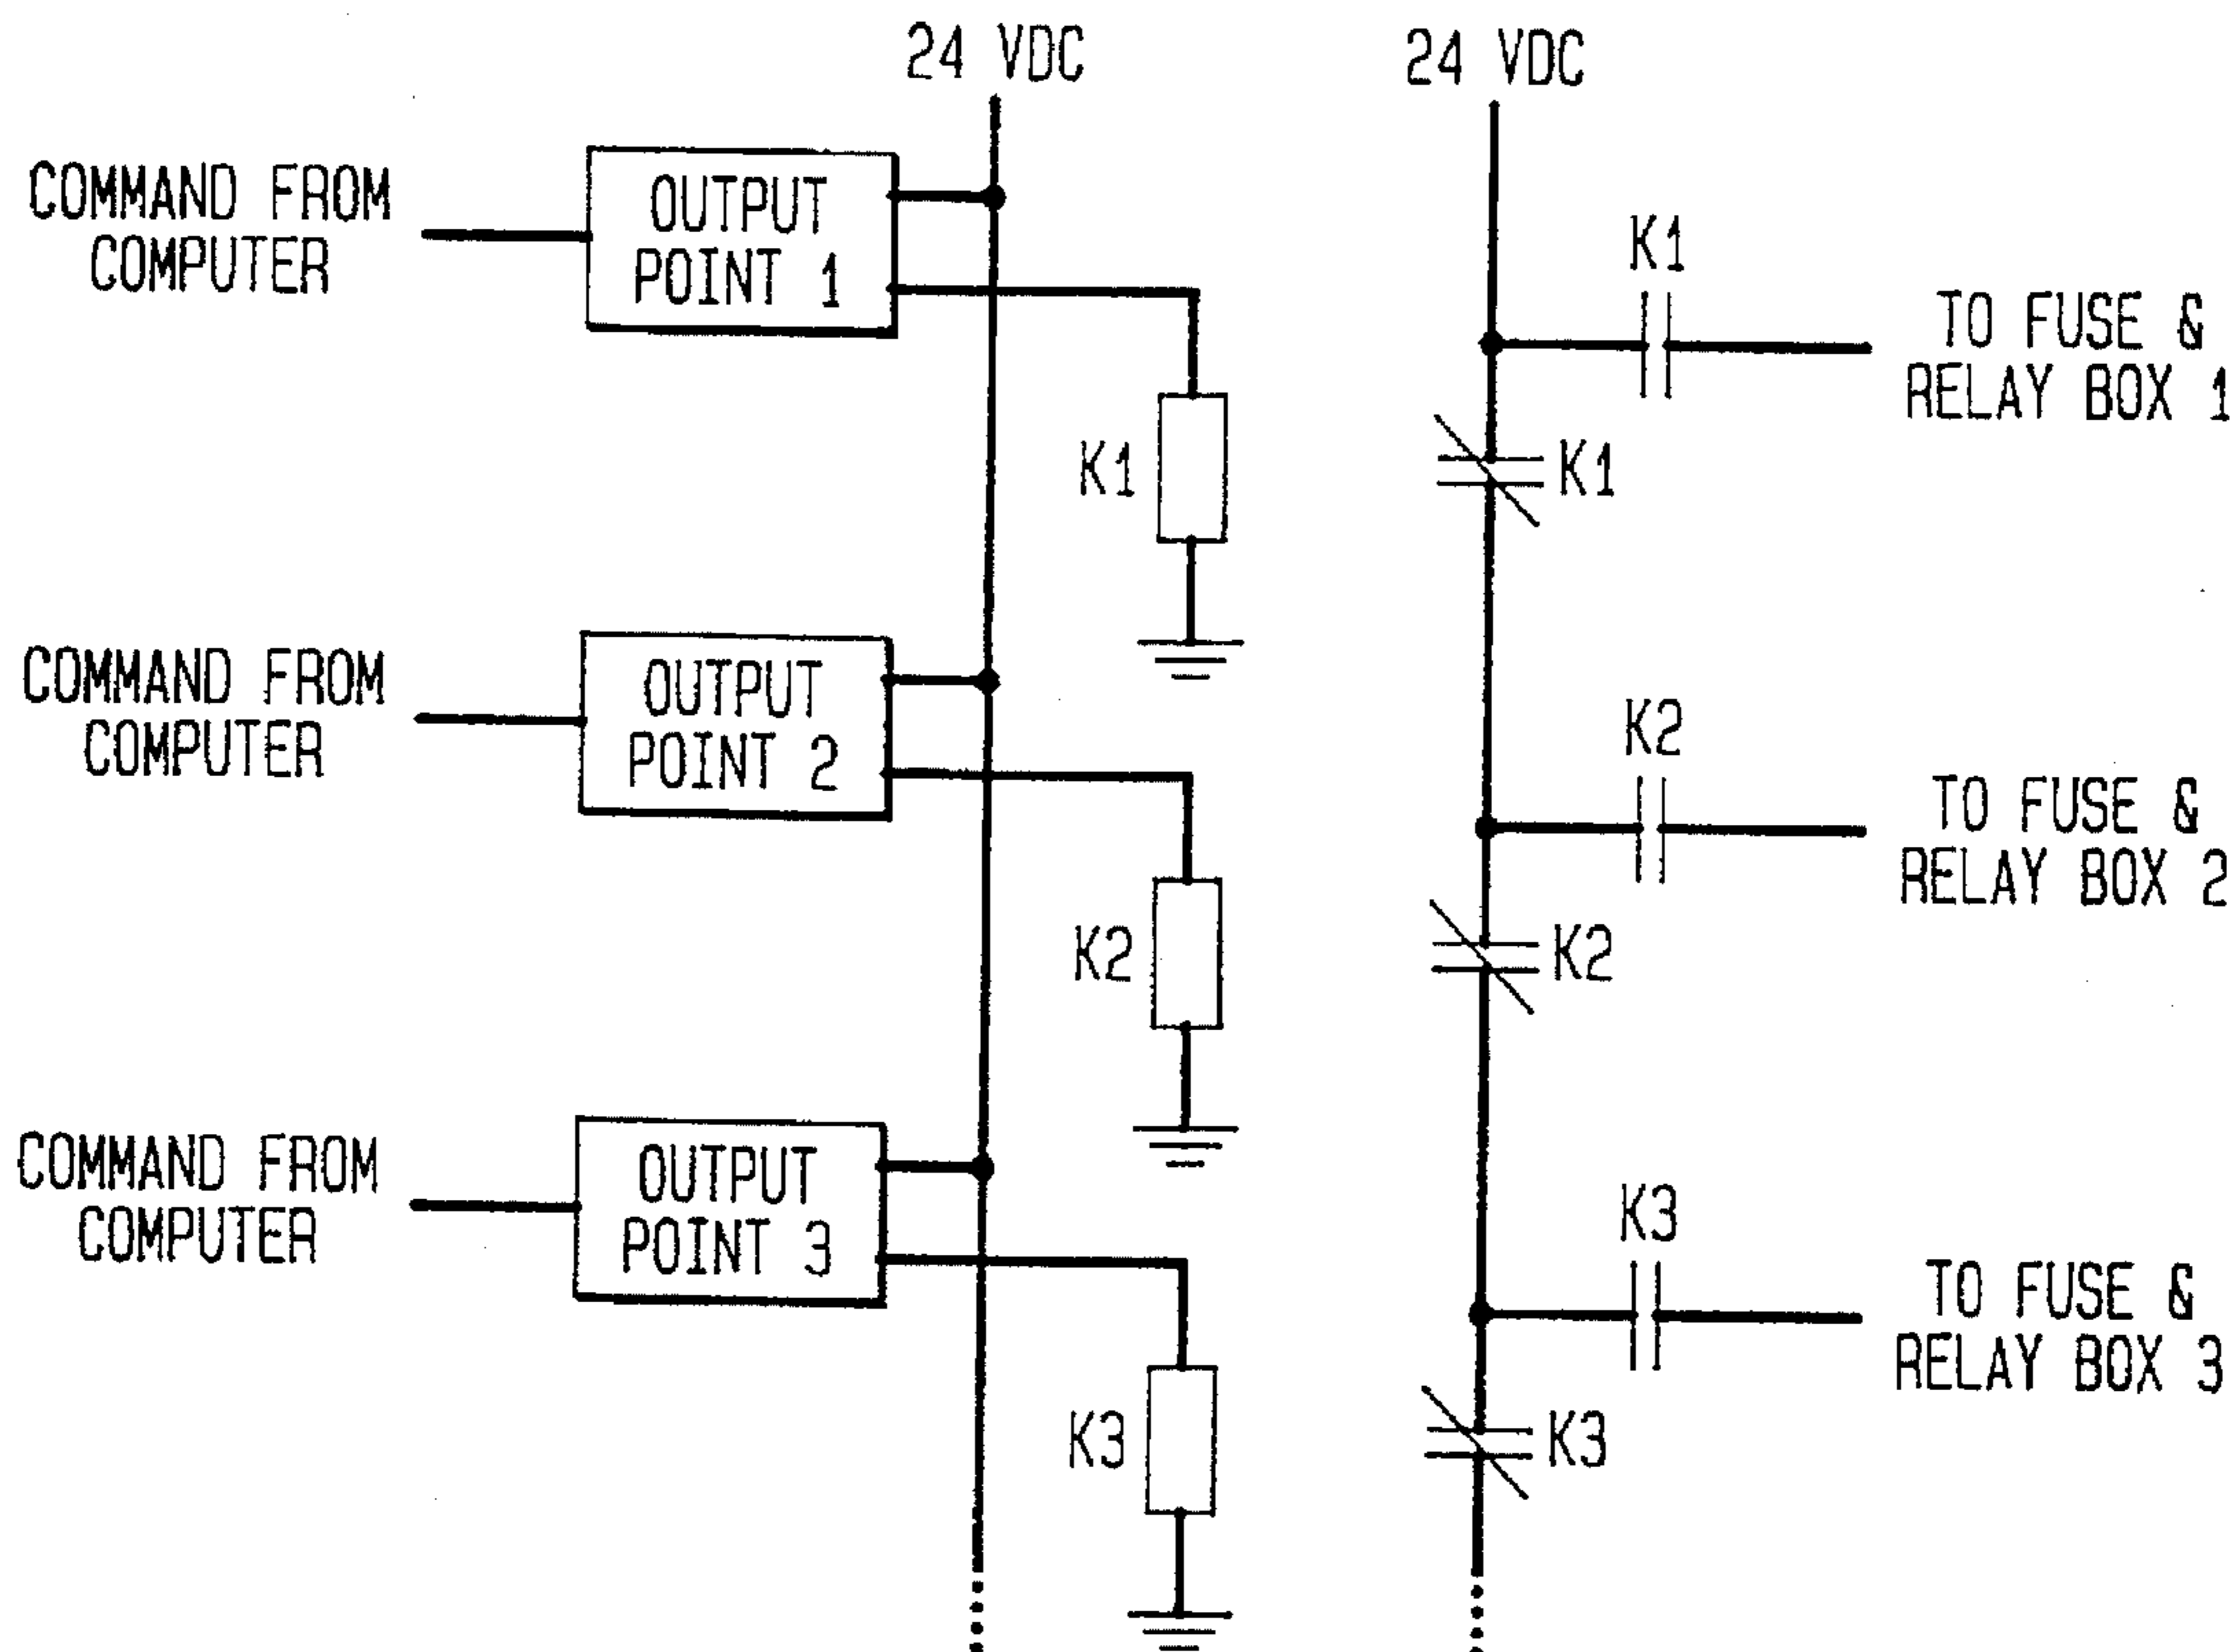 24 VDC
24 VDC
COMMAND FROM
COMPUTER
OUTPUT
POINT 1
K1
K1
TO FUSE &
RELAY BOX 1
K1
COMMAND FROM
COMPUTER
OUTPUT
POINT 2
K2
K2
TO FUSE &
RELAY BOX 2
K2
COMMAND FROM
COMPUTER
OUTPUT
POINT 3
K3
K3
TO FUSE &
RELAY BOX 3
K3